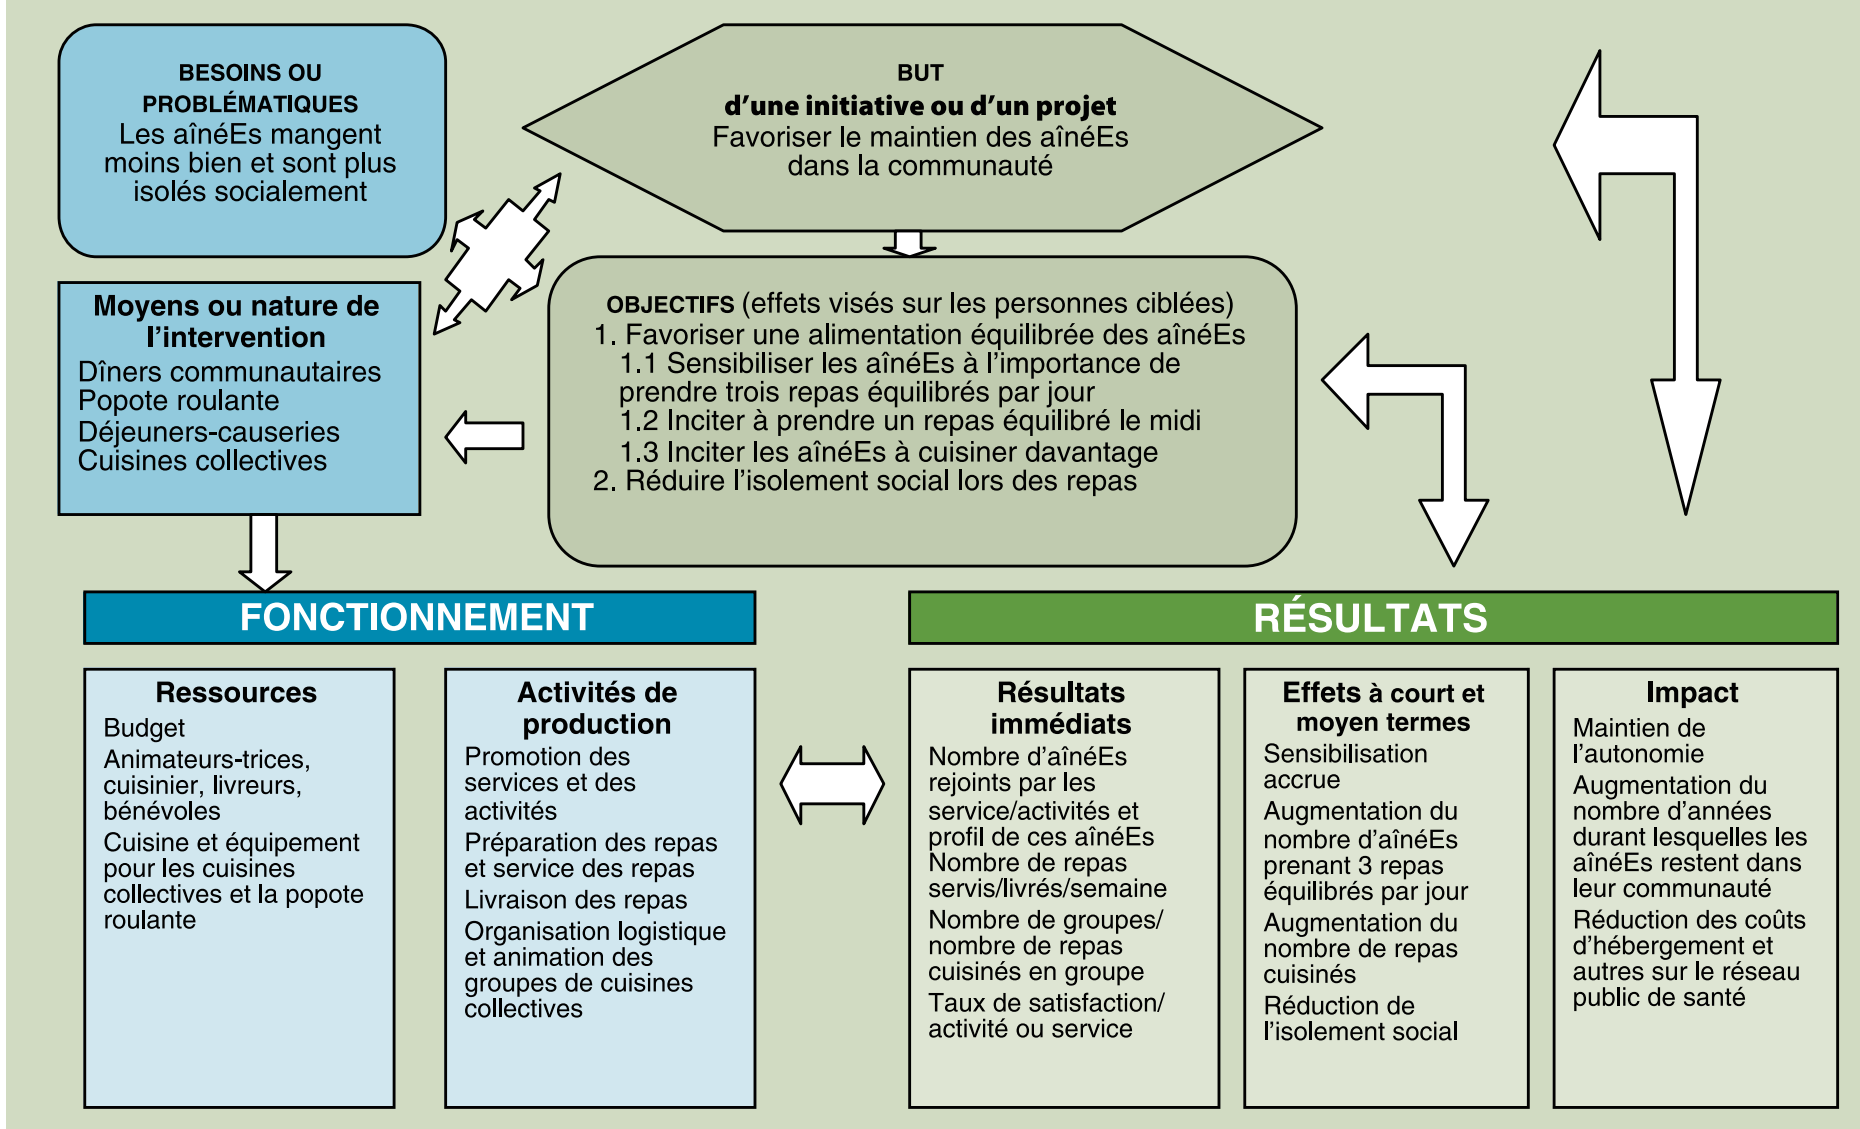 BESOINS OU
PROBLÉMATIQUES
Les aînéEs mangent
moins bien et sont plus
isolés socialement
BUT
d’une initiative ou d’un projet
Favoriser le maintien des aînéEs
dans la communauté
Moyens ou nature de
l’intervention
Dîners communautaires
Popote roulante
Déjeuners-causeries
Cuisines collectives
OBJECTIFS (effets visés sur les personnes ciblées)
1. Favoriser une alimentation équilibrée des aînéEs
1.1 Sensibiliser les aînéEs à l’importance de
prendre trois repas équilibrés par jour
1.2 Inciter à prendre un repas équilibré le midi
1.3 Inciter les aînéEs à cuisiner davantage
2. Réduire l’isolement social lors des repas
FONCTIONNEMENT
Ressources
Budget
Animateurs-trices,
cuisinier, livreurs,
bénévoles
Cuisine et équipement
pour les cuisines
collectives et la popote
roulante
Activités de
production
Promotion des
services et des
activités
Préparation des repas
et service des repas
Livraison des repas
Organisation logistique
et animation des
groupes de cuisines
collectives
RÉSULTATS
Résultats
immédiats
Nombre d’aînéEs
rejoints par les
service/activités et
profil de ces aînéEs
Nombre de repas
servis/livrés/semaine
Nombre de groupes/
nombre de repas
cuisinés en groupe
Taux de satisfaction/
activité ou service
Effets à court et
moyen termes
Sensibilisation
accrue
Augmentation du
nombre d’aînéEs
prenant 3 repas
équilibrés par jour
Augmentation du
nombre de repas
cuisinés
Réduction de
l’isolement social
Impact
Maintien de
l’autonomie
Augmentation du
nombre d’années
durant lesquelles les
aînéEs restent dans
leur communauté
Réduction des coûts
d’hébergement et
autres sur le réseau
public de santé